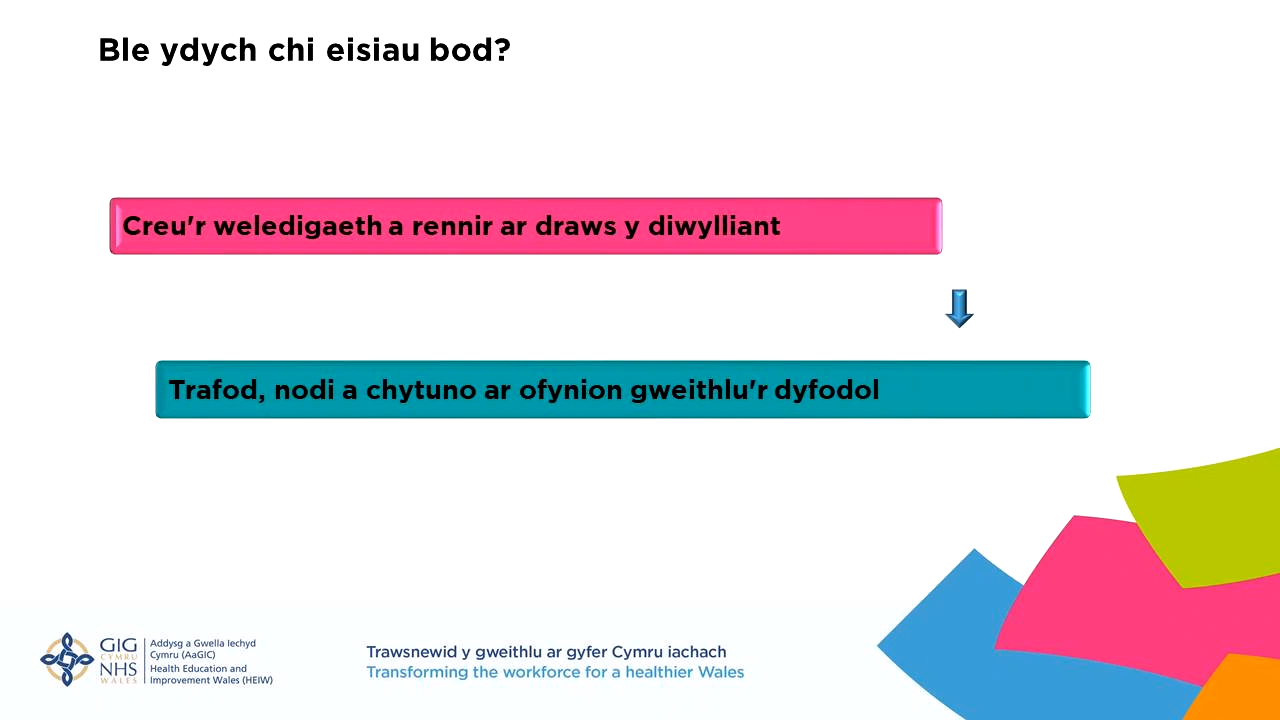 Ble ydych chi eisiau bod?
Creu'r weledigaeth a rennir ar draws y diwylliant
Trafod, nodi a chytuno ar ofynion gweithlu'r dyfodol
GIG
CYMRU
NHS
WALES
Addysg a Gwella Iechyd
Cymru (AaGIC)
Health Education and
Improvement Wales (HEIW)
Trawsnewid y gweithlu ar gyfer Cymru iachach
Transforming the workforce for a healthier Wales